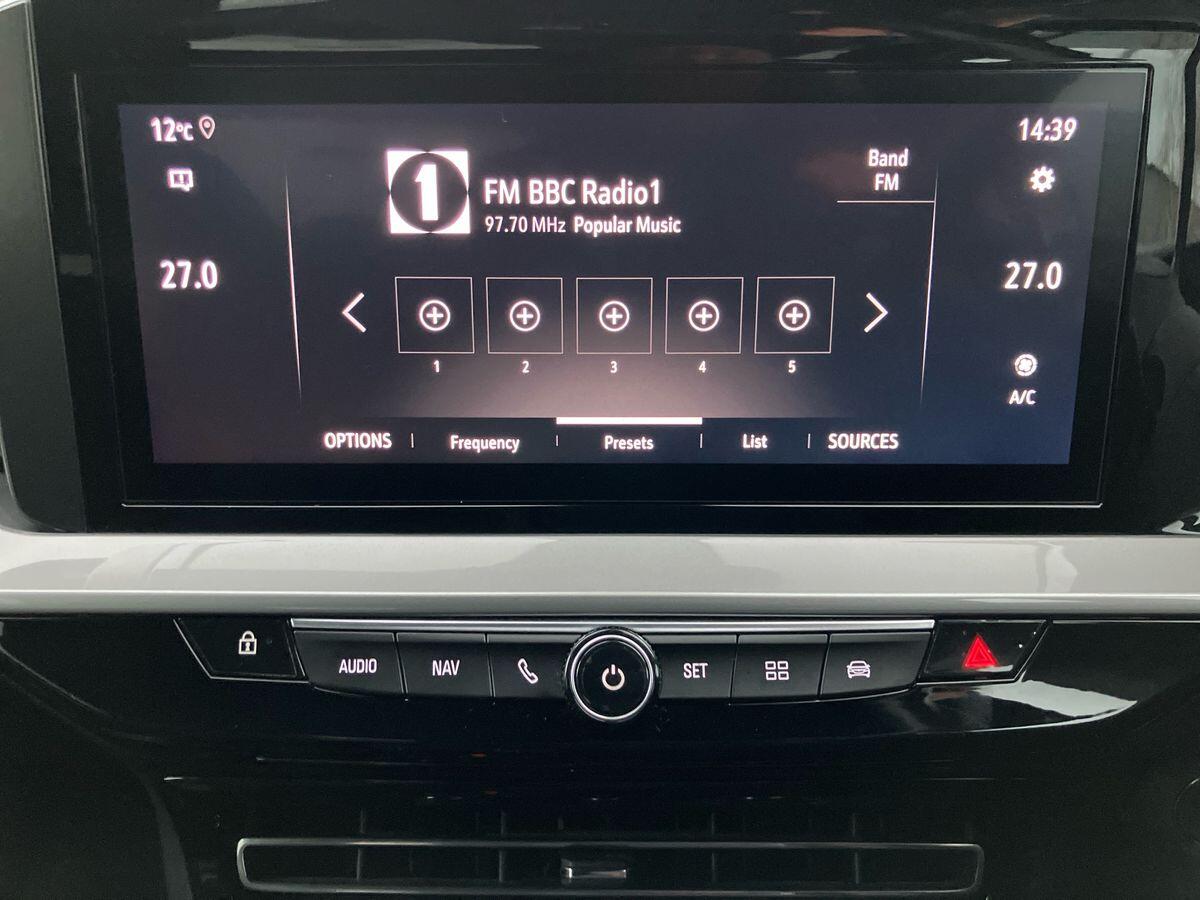 12°C
14:39
1
FM BBC Radio1
97.70 MHz Popular Music
Band
FM
27.0
27.0
1 2 3 4 5
A/C
OPTIONS Frequency Presets List SOURCES
AUDIO NAV SET